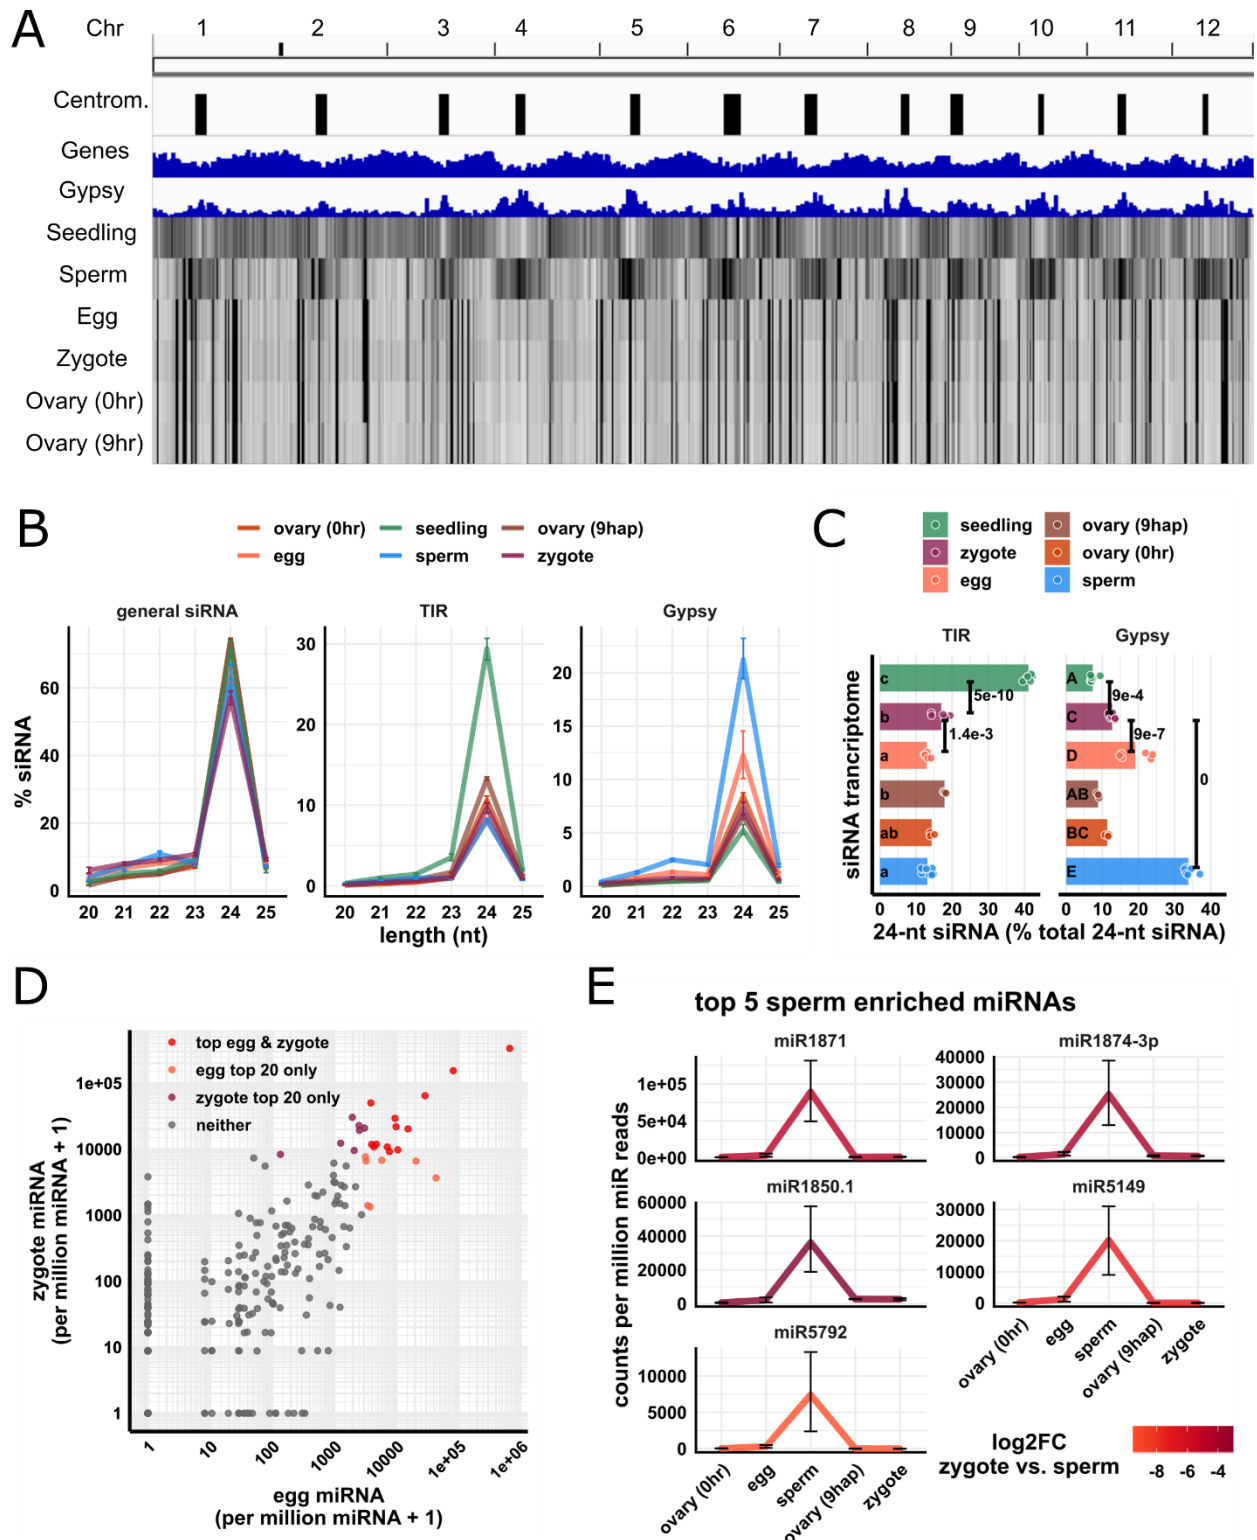 A
Chr 1 2 3 4 5 6 7 8 9 10 11 12
Centrom.
Genes
Gypsy
Seedling
Sperm
Egg
Zygote
Ovary (0hr)
Ovary (9hr)
B
ovary (0hr) seedling ovary (9hap)
egg sperm zygote
general siRNA TIR Gypsy
% siRNA
60
40
20
0
30
20
10
0
20
15
10
5
0
20 21 22 23 24 25 20 21 22 23 24 25 20 21 22 23 24 25
length (nt)
C
seedling ovary (9hap)
zygote ovary (0hr)
egg sperm
TIR Gypsy
siRNA trancriptome
c
b
a
b
ab
a
5e-10
1.4e-3
A
C
D
AB
BC
E
9e-4
9e-7
0
0 10 20 30 40 0 10 20 30 40
24-nt siRNA (% total 24-nt siRNA)
D
top egg & zygote
egg top 20 only
zygote top 20 only
neither
zygote miRNA
(per million miRNA + 1)
1e+05
10000
1000
100
10
1
1 10 100 1000 10000 1e+05 1e+06
egg miRNA
(per million miRNA + 1)
E
top 5 sperm enriched miRNAs
counts per million miR reads
miR1871
1e+05
5e+04
0e+00
miR1874-3p
40000
30000
20000
10000
0
miR1850.1
60000
40000
20000
0
miR5149
30000
20000
10000
0
miR5792
10000
5000
0
ovary (0hr) egg sperm ovary (9hap) zygote
ovary (0hr) egg sperm ovary (9hap) zygote
log2FC
zygote vs. sperm
-8 -6 -4